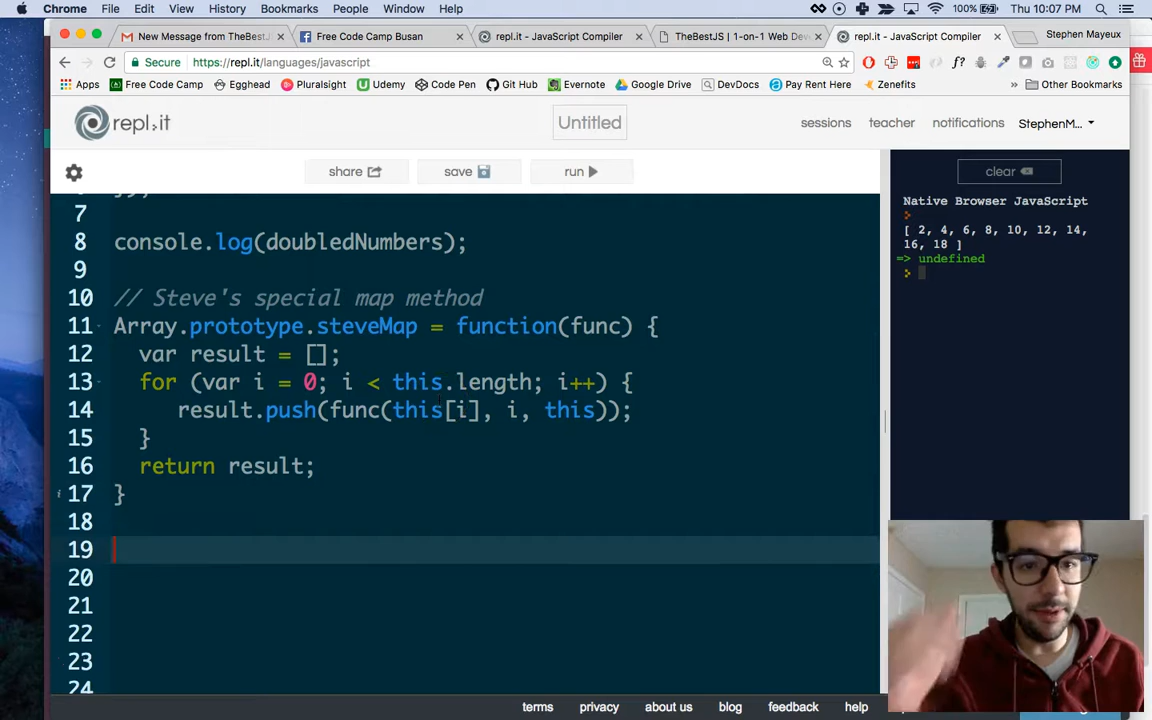 Chrome File Edit View History Bookmarks People Window Help 100% Thu 10:07 PM
New Message from TheBestJS × Free Code Camp Busan × repl.it - JavaScript Compiler × TheBestJS | 1-on-1 Web Dev × repl.it - JavaScript Compiler × Stephen Mayeux
Secure https://repl.it/languages/javascript f?
Apps Free Code Camp Egghead Pluralsight Udemy Code Pen Git Hub Evernote Google Drive DevDocs Pay Rent Here Zenefits » Other Bookmarks
repl.it Untitled sessions teacher notifications StephenM...
share save run clear
7
8 console.log(doubledNumbers);
9
10 // Steve's special map method
11 Array.prototype.steveMap = function(func) {
12 var result = [];
13 for (var i = 0; i < this.length; i++) {
14 result.push(func(this[i], i, this));
15 }
16 return result;
17 }
18
19
20
21
22
23
24
Native Browser JavaScript
>
[ 2, 4, 6, 8, 10, 12, 14,
16, 18 ]
=> undefined
>
terms privacy about us blog feedback help